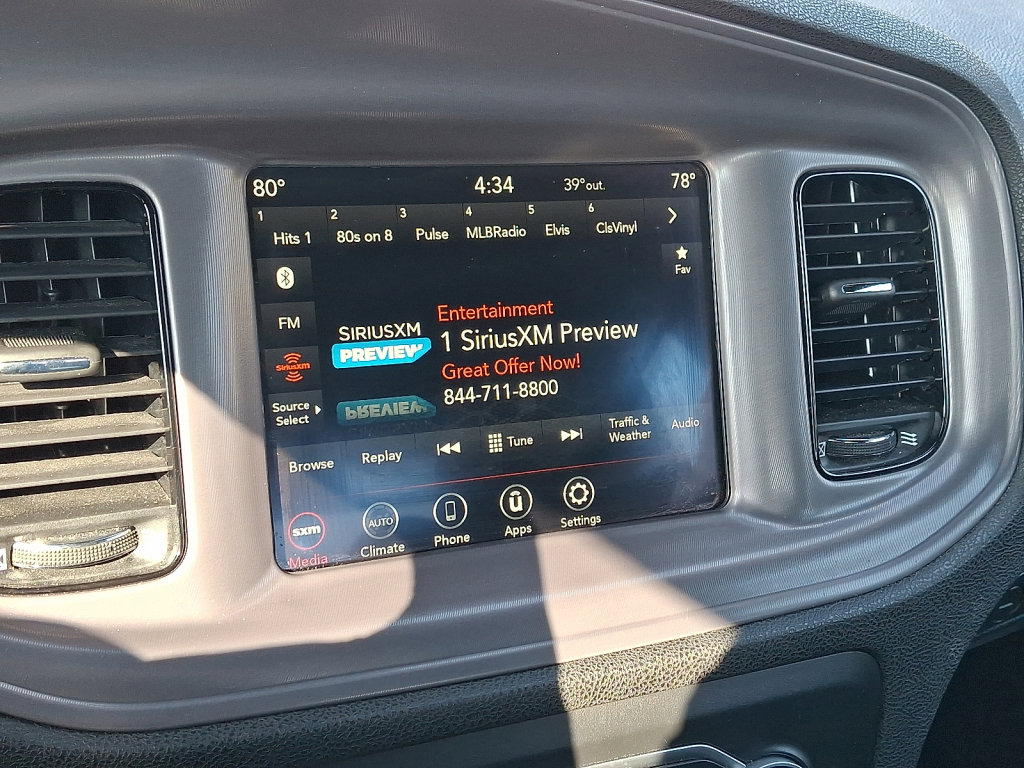 80° 4:34 39°out. 78°
1 2 3 4 5 6
Hits 1 80s on 8 Pulse MLBRadio Elvis ClsVinyl
Fav
FM
SiriusXm
Source
Select
SIRIUSXM
PREVIEW
PREVIEW
Entertainment
1 SiriusXM Preview
Great Offer Now!
844-711-8800
Browse Replay Tune Traffic &
Weather Audio
sxm
Media
AUTO
Climate
Phone
ū
Apps
Settings